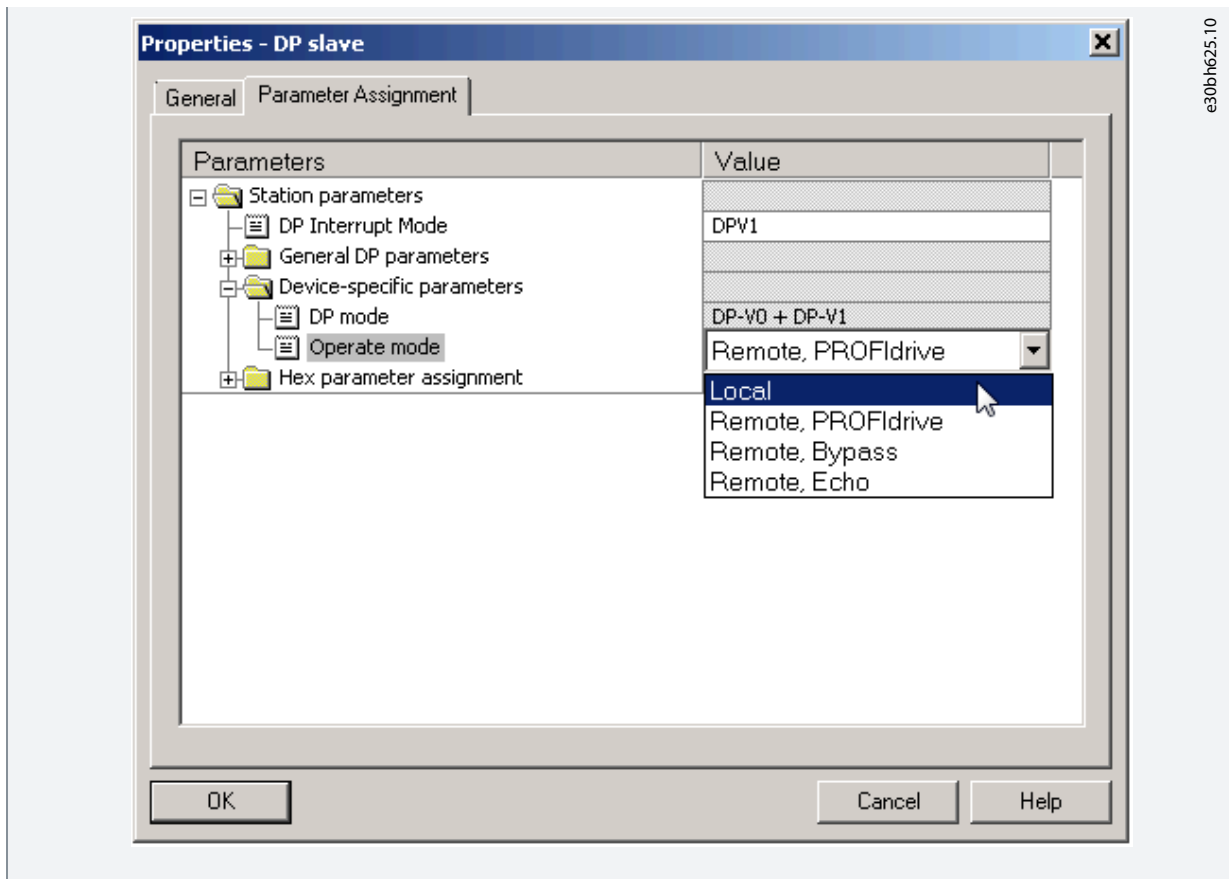 Properties - DP slave
e30bh625.10
General Parameter Assignment
Parameters Value
Station parameters
DP Interrupt Mode DPV1
General DP parameters
Device-specific parameters
DP mode DP-V0 + DP-V1
Operate mode Remote, PROFIdrive
Hex parameter assignment
Local
Remote, PROFIdrive
Remote, Bypass
Remote, Echo
OK Cancel Help